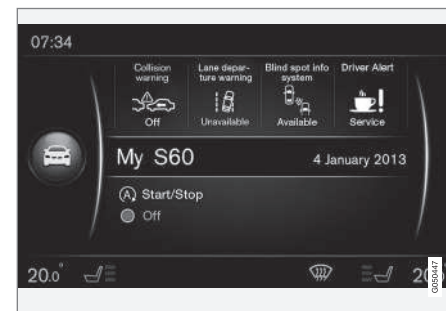 07:34
Collision warning
Lane depar-
ture warning
Blind spot info
system
Driver Alert
Off
Unavailable
Available
Service
My S60
4 January 2013
Start/Stop
Off
20.0°
G050447